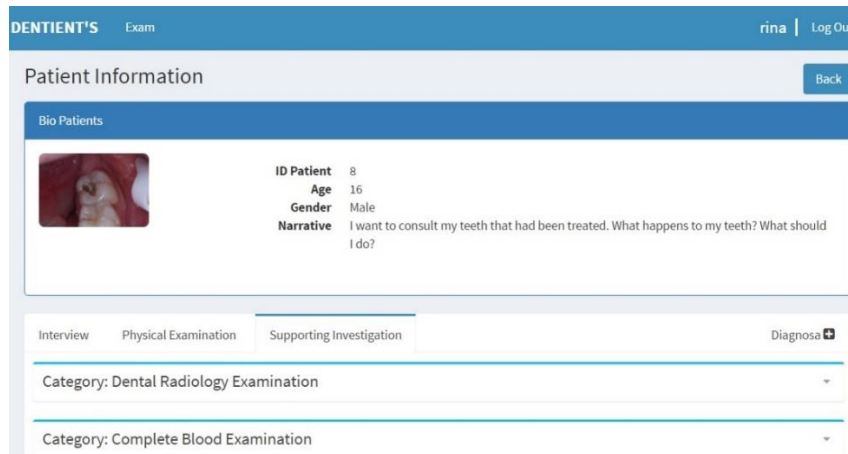 DENTIENT'S Exam rina | Log Ou
Patient Information Back
Bio Patients
ID Patient 8
Age 16
Gender Male
Narrative I want to consult my teeth that had been treated. What happens to my teeth? What should
I do?
Interview Physical Examination Supporting Investigation Diagnosa
Category: Dental Radiology Examination
Category: Complete Blood Examination